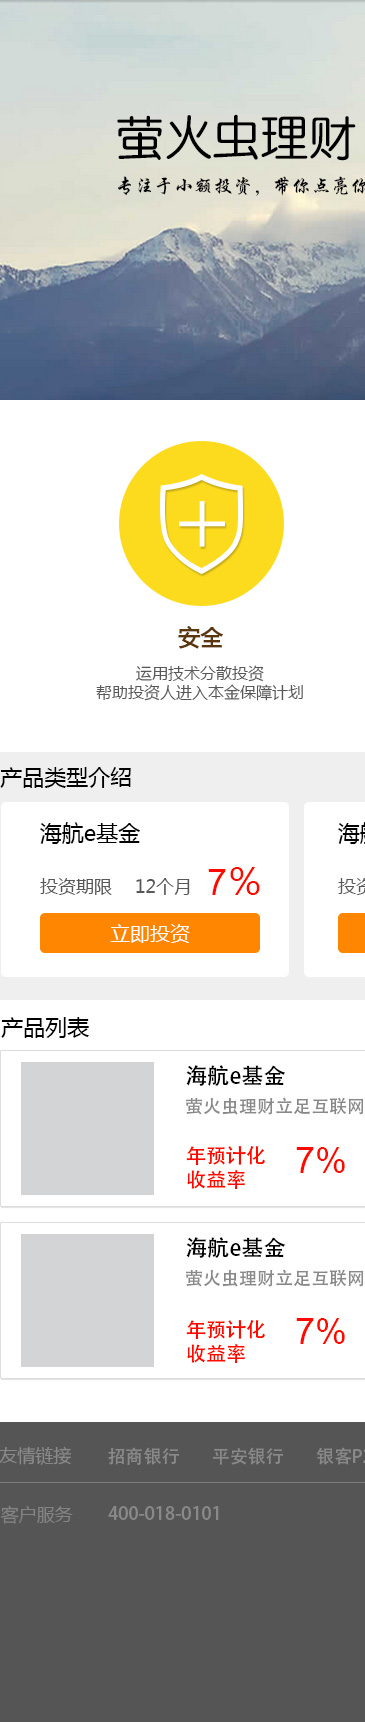 萤火虫理财
专注于小额投资，带你点亮你
安全
运用技术分散投资
帮助投资人进入本金保障计划
产品类型介绍
海航e基金
海航
投资期限 12个月 7%
投资
立即投资
产品列表
海航e基金
萤火虫理财立足互联网
年预计化
收益率
7%
海航e基金
萤火虫理财立足互联网
年预计化
收益率
7%
友情链接 招商银行 平安银行 银客P2
客户服务 400-018-0101